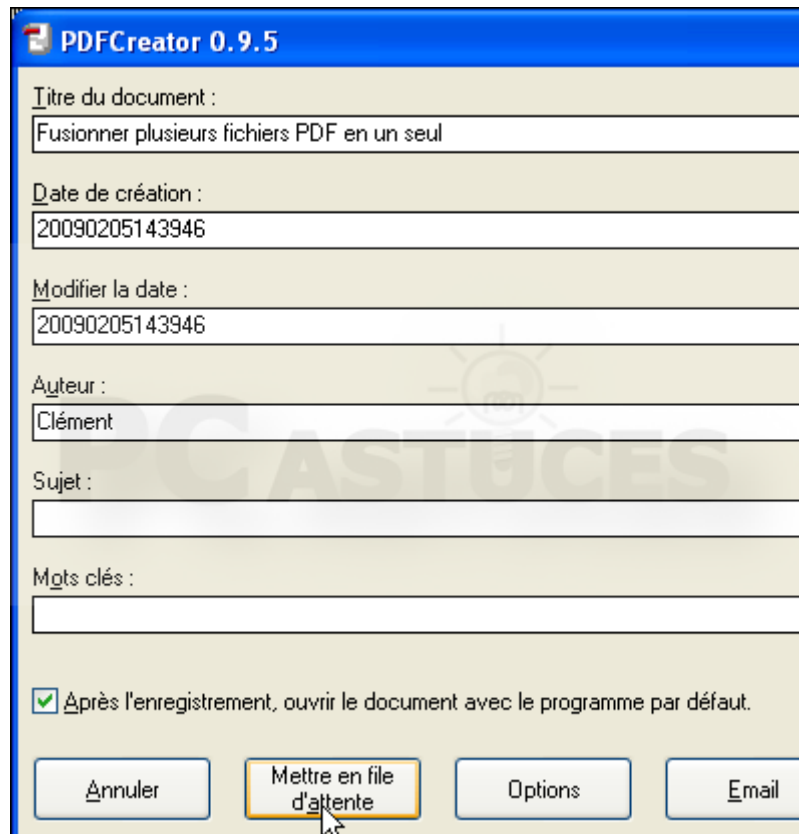 PDFCreator 0.9.5
Titre du document :
Fusionner plusieurs fichiers PDF en un seul
Date de création :
20090205143946
Modifier la date :
20090205143946
Auteur :
Clément
PC ASTUCES
Sujet :
Mots clés :
Après l'enregistrement, ouvrir le document avec le programme par défaut.
Annuler
Mettre en file
d'attente
Options
Email